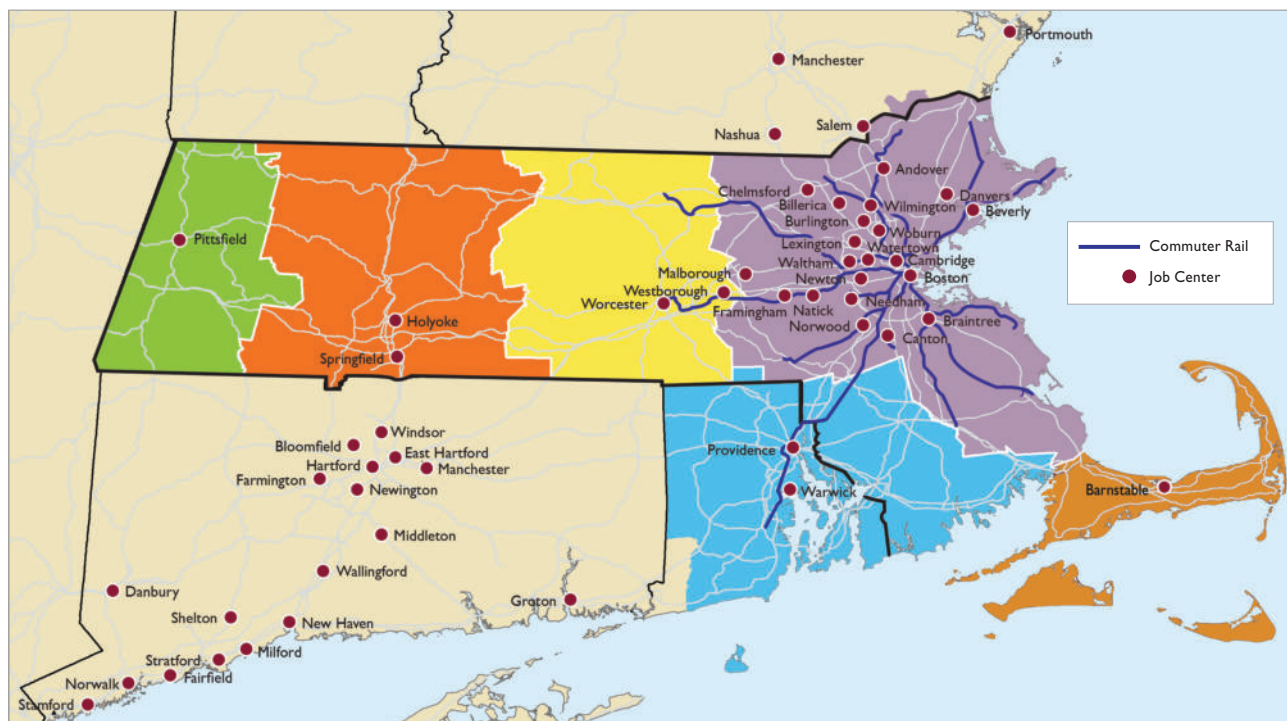 Portmouth
Manchester
Salem
Nashua
Andover
Chelmsford
Danvers
Billerica
Wilmington
Beverly
Burlington
Woburn
Lexington
Watertown
Pittsfield
Waltham
Cambridge
Malborough
Newton
Boston
Westborough
Worcester
Framingham
Natick
Needham
Norwood
Braintree
Holyoke
Canton
Springfield
Commuter Rail
Job Center
Windsor
Bloomfield
East Hartford
Hartford
Manchester
Farmington
Newington
Providence
Warwick
Barnstable
Middleton
Wallingford
Danbury
Groton
Shelton
New Haven
Milford
Stratford
Fairfield
Norwalk
Stamford